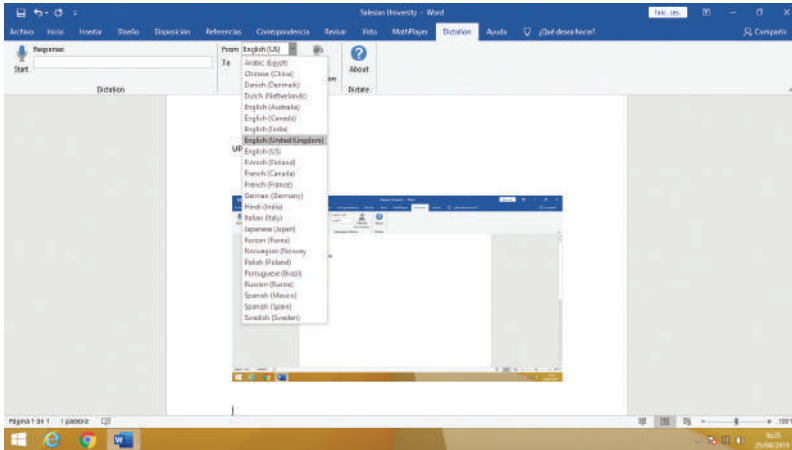 Salesian University - Word
Inic. ses.
Archivo Inicio Insertar Diseño Disposición Referencias Correspondencia Revisar Vista MathPlayer Dictation Ayuda ¿Qué desea hacer? Compartir
Response: From English (US)
Start To About
Dictation Dictate
Arabic (Egypt)
Chinese (China)
Danish (Denmark)
Dutch (Netherlands)
English (Australia)
English (Canada)
English (India)
English (United Kingdom)
UP English (US)
Finnish (Finland)
French (Canada)
French (France)
German (Germany)
Hindi (India)
Italian (Italy)
Japanese (Japan)
Korean (Korea)
Norwegian (Norway
Polish (Poland)
Portuguese (Brazil)
Russian (Russia)
Spanish (Mexico)
Spanish (Spain)
Swedish (Sweden)
Página 1 de 1 1 palabra